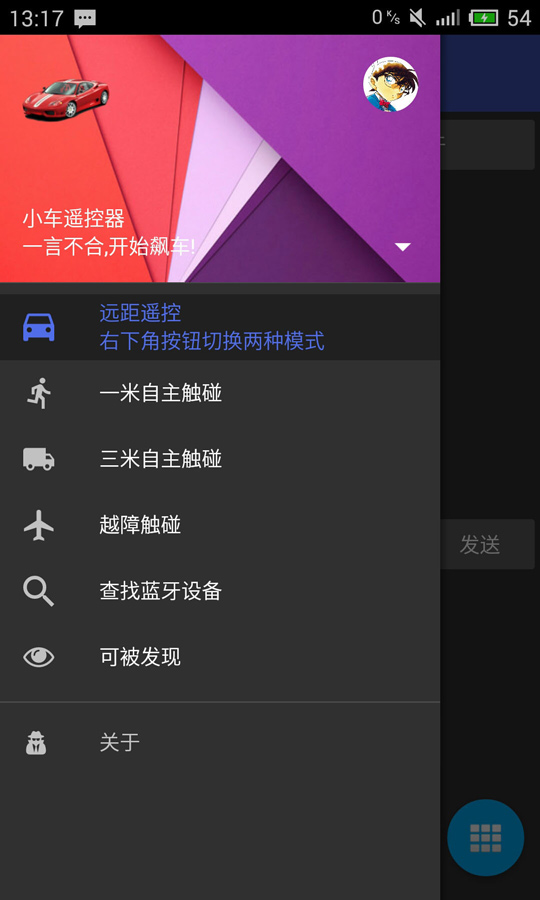 13:17
0 K/s 54
小车遥控器
一言不合,开始飙车!
远距遥控
右下角按钮切换两种模式
一米自主触碰
三米自主触碰
越障触碰
发送
查找蓝牙设备
可被发现
关于